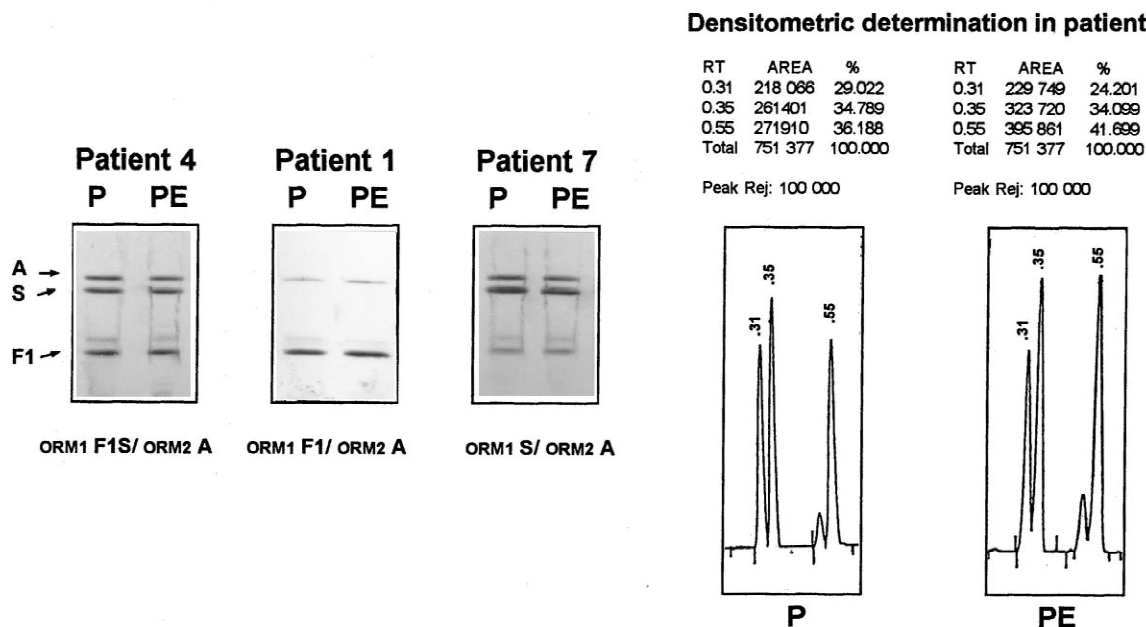 Densitometric determination in patient
RT AREA %
0.31 218 066 29.022
0.35 261401 34.789
0.55 271910 36.188
Total 751 377 100.000
Peak Rej: 100 000
RT AREA %
0.31 229 749 24.201
0.35 323 720 34.099
0.55 395 861 41.699
Total 751 377 100.000
Peak Rej: 100 000
Patient 4
P PE
Patient 1
P PE
Patient 7
P PE
A
S
F1
ORM1 F1S/ ORM2 A
ORM1 F1/ ORM2 A
ORM1 S/ ORM2 A
.31
.35
.55
P
.31
.35
.55
PE